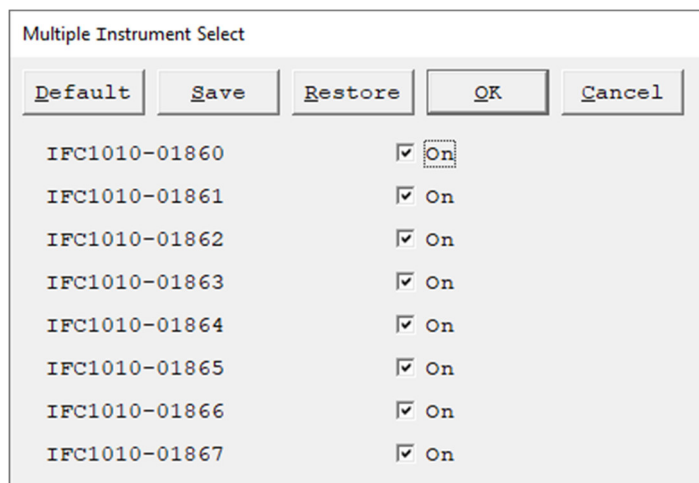 Multiple Instrument Select
Default Save Restore OK Cancel
IFC1010-01860 On
IFC1010-01861 On
IFC1010-01862 On
IFC1010-01863 On
IFC1010-01864 On
IFC1010-01865 On
IFC1010-01866 On
IFC1010-01867 On